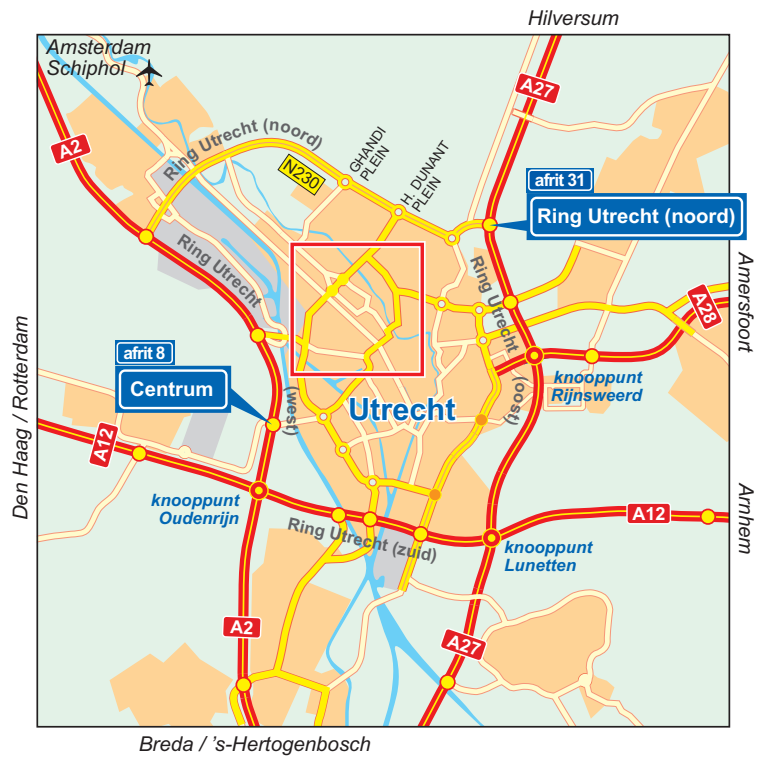 Hilversum
Amsterdam
Schiphol
A27
A2
Ring Utrecht (noord)
GHANDI
PLEIN
N230
H. DUNANT
PLEIN
afrit 31
Ring Utrecht (noord)
Ring Utrecht
Ring Utrecht
(oost)
Amersfoort
A28
afrit 8
Centrum
(west)
Utrecht
knooppunt
Rijnsweerd
Den Haag / Rotterdam
A12
knooppunt
Oudenrijn
Ring Utrecht (zuid)
A12
Arnhem
knooppunt
Lunetten
A2
A27
Breda / 's-Hertogenbosch